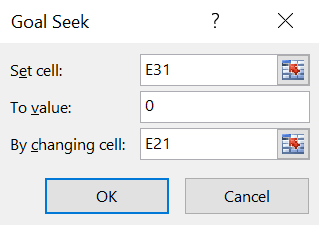 Goal Seek ?
Set cell: E31
To value: 0
By changing cell: E21
OK Cancel